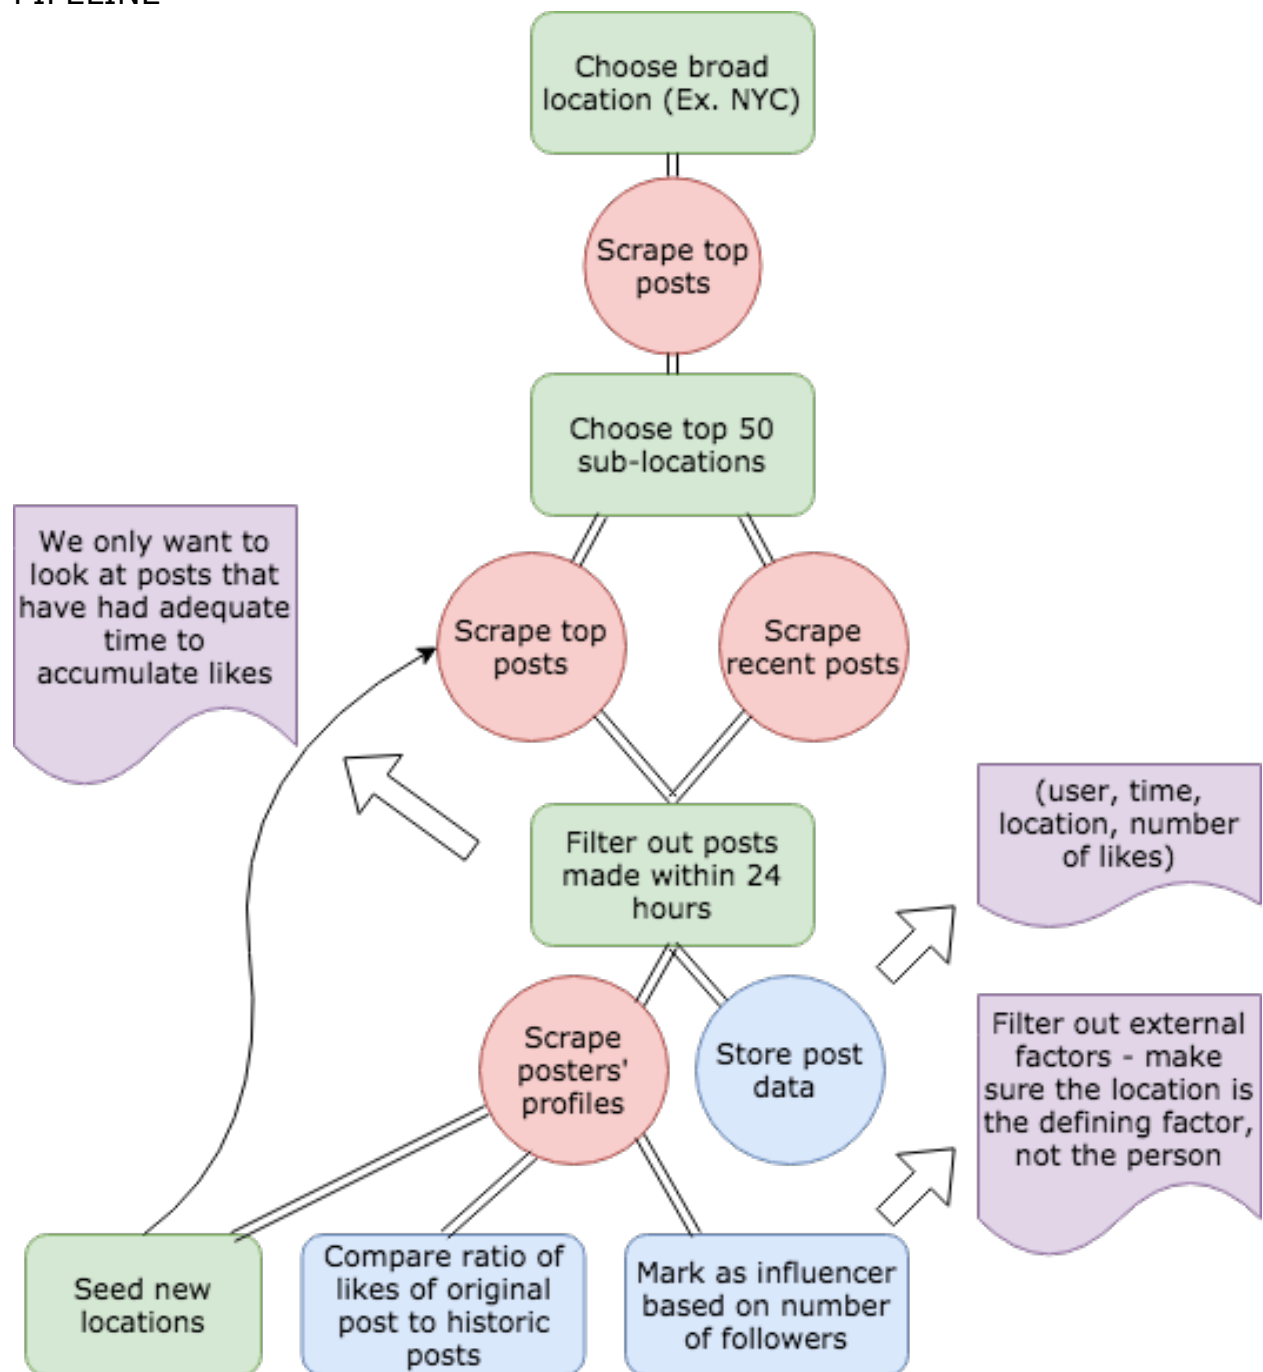 PIPELINE
Choose broad
location (Ex. NYC)
Scrape top
posts
Choose top 50
sub-locations
We only want to
look at posts that
have had adequate
time to
accumulate likes
Scrape top
posts
Scrape
recent posts
(user, time,
location, number
of likes)
Filter out posts
made within 24
hours
Scrape
posters'
profiles
Store post
data
Filter out external
factors - make
sure the location is
the defining factor,
not the person
Seed new
locations
Compare ratio of
likes of original
post to historic
posts
Mark as influencer
based on number
of followers